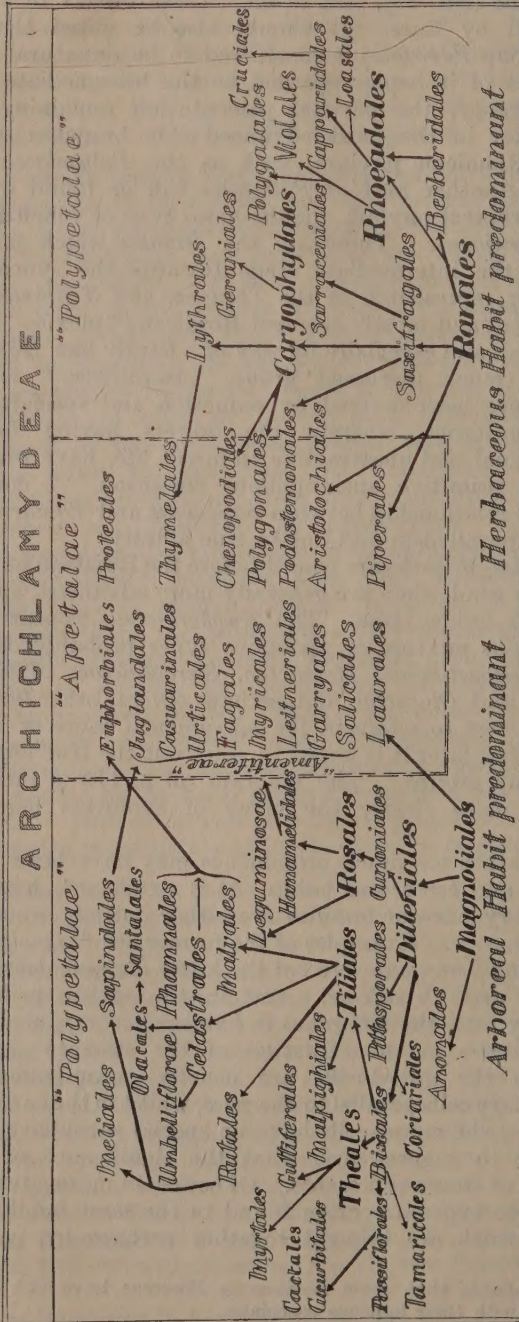 ARCHICHLAMYDEAE
"Polypetalae"
"Apetalae"
"Polypetalae"
Meliales
Sapindales
Olacales
Santalales
Umbelliflorae
Rhamnales
Celastrales
Rutales
Malvales
Myrtales
Cactales
Cucurbitales
Guttiferales
Malpighiales
Theales
Tiliales
Leguminosae
Hamamelidales
Rosales
Passiflorales
Bixales
Pittosporales
Cunoniales
Tamaricales
Coriariales
Dilleniales
Anomales
Magnoliales
Euphorbiales
Proteales
Juglandales
Casuarinales
Urticales
Fagales
Myricales
Leitneriales
Garryales
Salicales
"Amentiferae"
Laurales
Thymelales
Chenopodiales
Polygonales
Podostemonales
Aristolochiales
Piperales
Lythrales
Geraniales
Polygalales
Violales
Cruciales
Capparidales
Loasales
Caryophyllales
Sarraceniales
Rhoeadales
Saxifragales
Berberidales
Ranales
Arboreal Habit predominant
Herbaceous Habit predominant